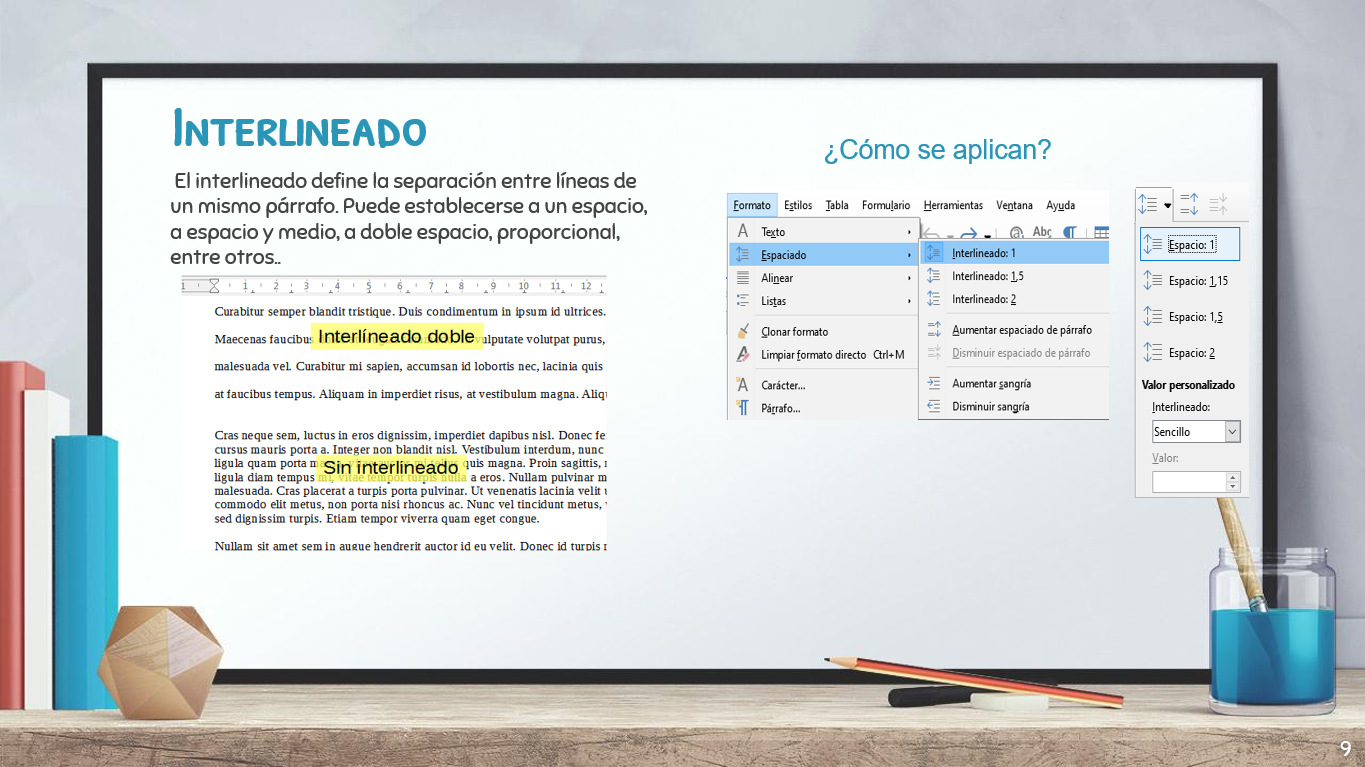 Interlineado
El interlineado define la separación entre líneas de
un mismo párrafo. Puede establecerse a un espacio,
a espacio y medio, a doble espacio, proporcional,
entre otros..
1 1 2 3 4 5 6 7 8 9 10 11 12
Curabitur semper blandit tristique. Duis condimentum in ipsum id ultrices.
Maecenas faucibus Interlíneado doble vulputate volutpat purus,
malesuada vel. Curabitur mi sapien, accumsan id lobortis nec, lacinia quis
at faucibus tempus. Aliquam in imperdiet risus, at vestibulum magna. Aliqu
Cras neque sem, luctus in eros dignissim, imperdiet dapibus nisl. Donec fe
cursus mauris porta a. Integer non blandit nisl. Vestibulum interdum, nunc
ligula quam porta Sin interlineado quis magna. Proin sagittis,
ligula diam tempus mi, vitae tempor turpis nulla a eros. Nullam pulvinar m
malesuada. Cras placerat a turpis porta pulvinar. Ut venenatis lacinia velit
commodo elit metus, non porta nisi rhoncus ac. Nunc vel tincidunt metus,
sed dignissim turpis. Etiam tempor viverra quam eget congue.
Nullam sit amet sem in augue hendrerit auctor id eu velit. Donec id turpis
¿Cómo se aplican?
Formato Estilos Tabla Formulario Herramientas Ventana Ayuda
Texto
Espaciado
Alinear
Listas
Clonar formato
Limpiar formato directo Ctrl+M
Carácter...
Párrafo...
Abc
Interlineado: 1
Interlineado: 1,5
Interlineado: 2
Aumentar espaciado de párrafo
Disminuir espaciado de párrafo
Aumentar sangría
Disminuir sangría
Espacio: 1
Espacio: 1,15
Espacio: 1,5
Espacio: 2
Valor personalizado
Interlineado:
Sencillo
Valor:
9